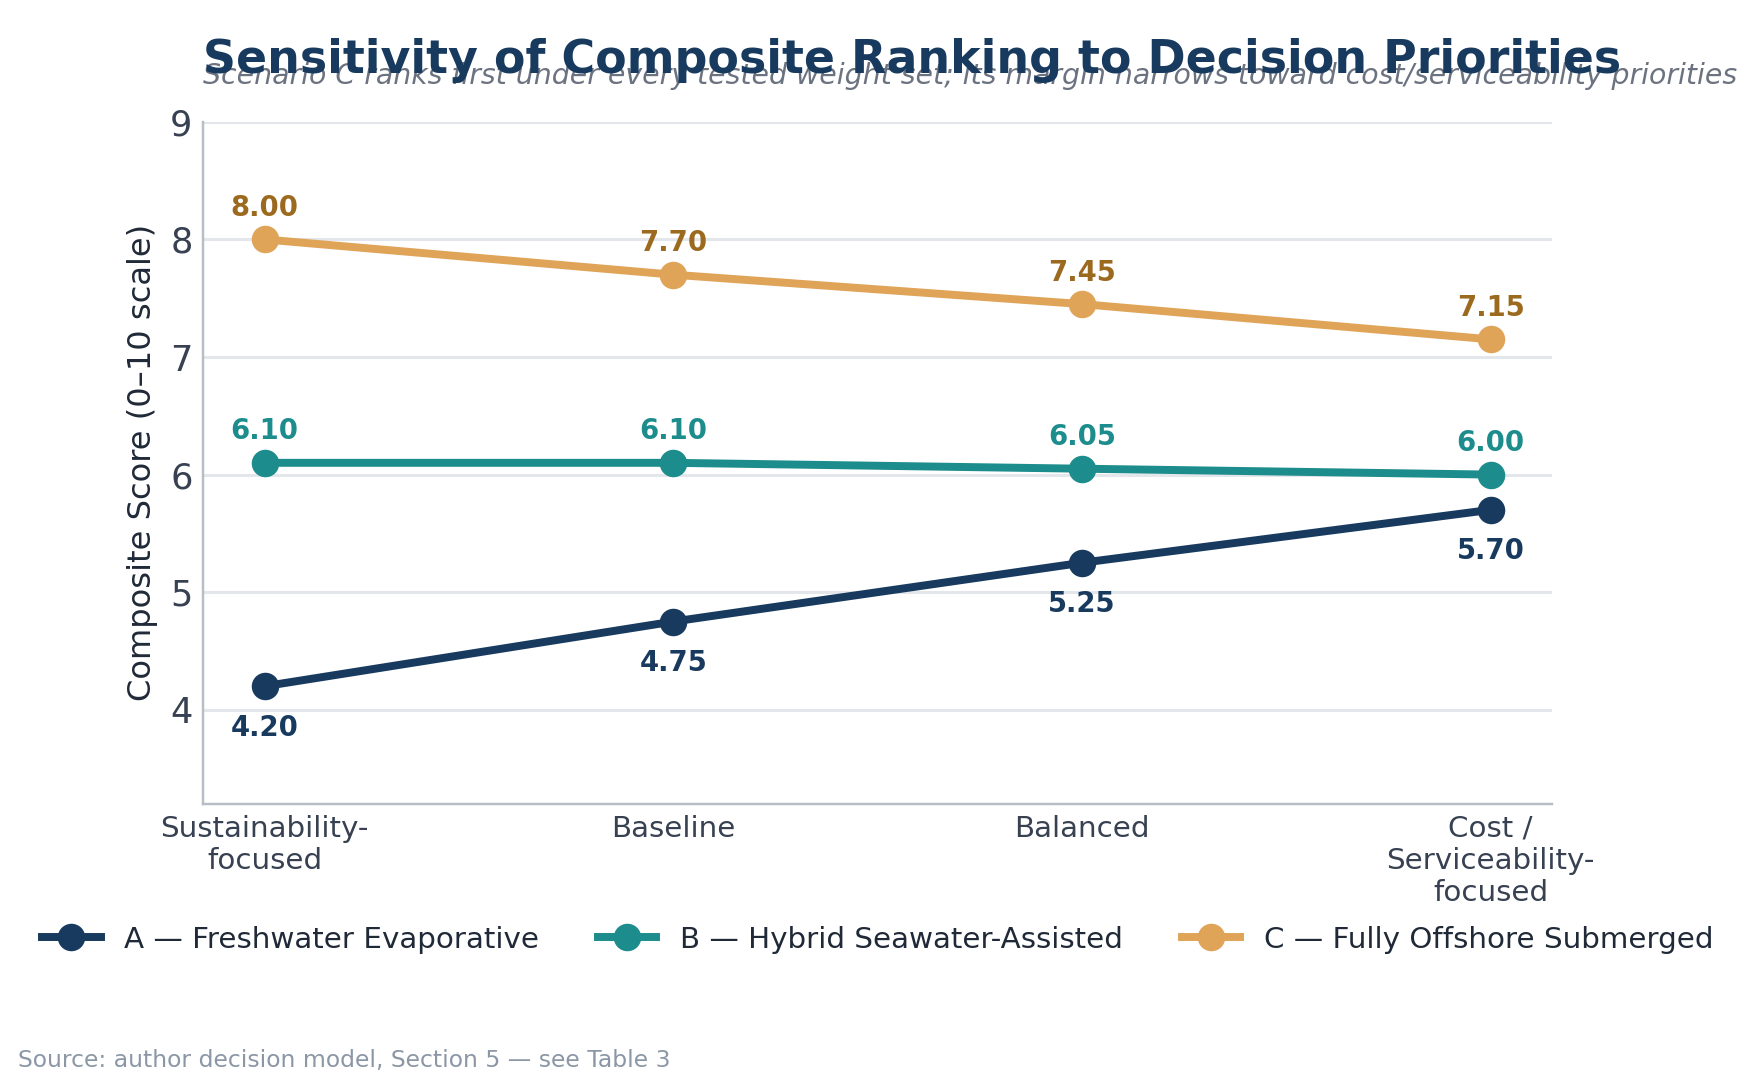 Sensitivity of Composite Ranking to Decision Priorities
Scenario C ranks first under every tested weight set; its margin narrows toward cost/serviceability priorities
Composite Score (0–10 scale)
9
8
7
6
5
4
8.00
7.70
7.45
7.15
6.10
6.10
6.05
6.00
4.20
4.75
5.25
5.70
Sustainability-
focused
Baseline
Balanced
Cost /
Serviceability-
focused
A — Freshwater Evaporative
B — Hybrid Seawater-Assisted
C — Fully Offshore Submerged
Source: author decision model, Section 5 — see Table 3